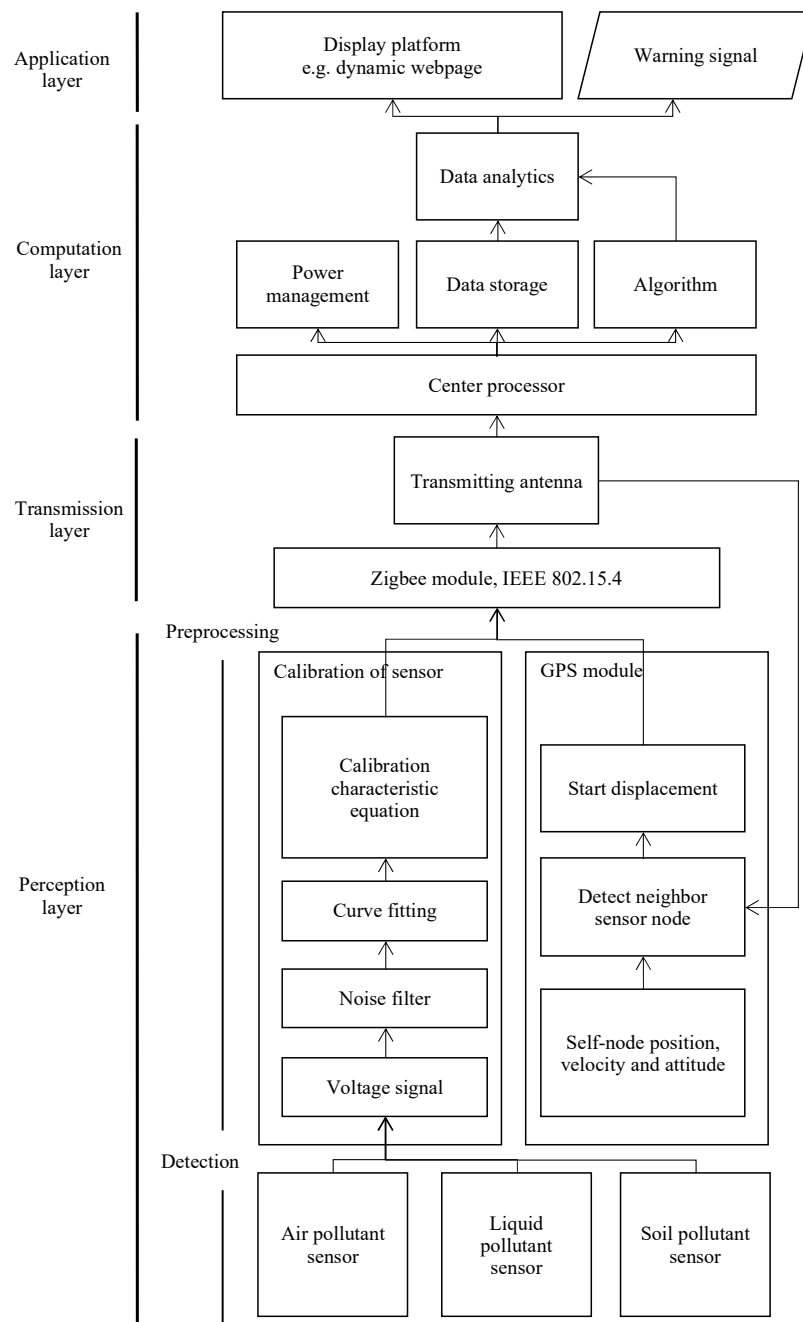 Application
layer
Display platform
e.g. dynamic webpage
Warning signal
Computation
layer
Data analytics
Power
management
Data storage
Algorithm
Center processor
Transmission
layer
Transmitting antenna
Zigbee module, IEEE 802.15.4
Perception
layer
Preprocessing
Calibration of sensor
Calibration
characteristic
equation
Curve fitting
Noise filter
Voltage signal
GPS module
Start displacement
Detect neighbor
sensor node
Self-node position,
velocity and attitude
Detection
Air pollutant
sensor
Liquid
pollutant
sensor
Soil pollutant
sensor